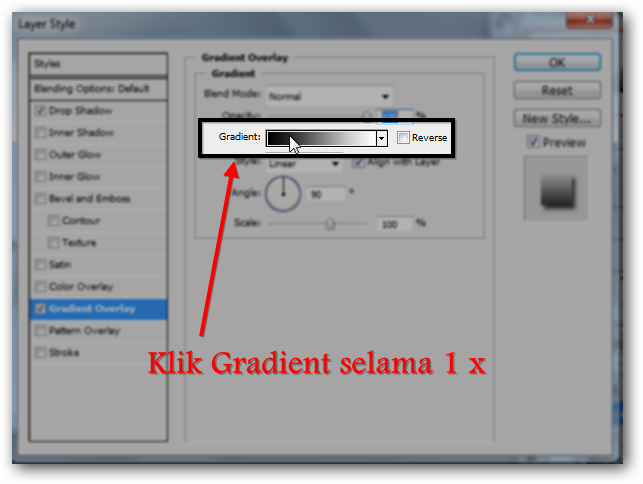 Layer Style
Styles
Blending Options: Default
Drop Shadow
Inner Shadow
Outer Glow
Inner Glow
Bevel and Emboss
Contour
Texture
Satin
Color Overlay
Gradient Overlay
Pattern Overlay
Stroke
Gradient Overlay
Gradient
Blend Mode: Normal
Opacity: %
Gradient: Reverse
Style: Linear Align with Layer
Angle: 90 °
Scale: 100 %
OK
Reset
New Style...
Preview
Klik Gradient selama 1 x